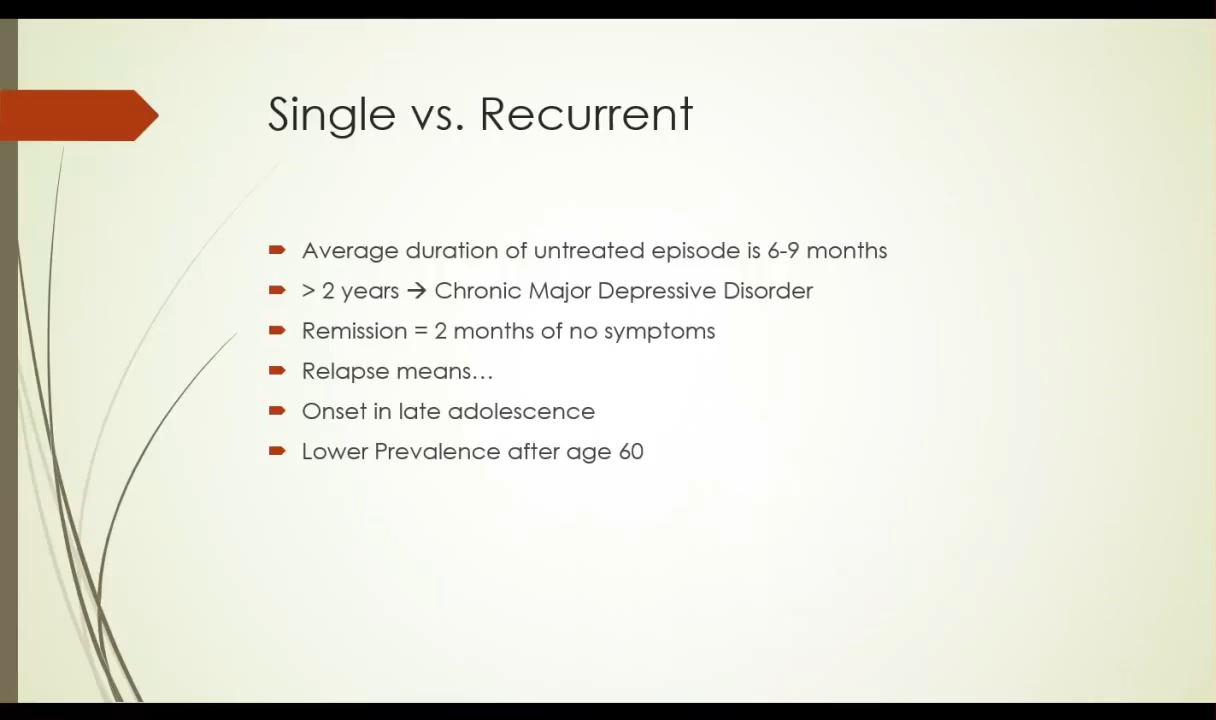 Single vs. Recurrent
Average duration of untreated episode is 6-9 months
> 2 years → Chronic Major Depressive Disorder
Remission = 2 months of no symptoms
Relapse means…
Onset in late adolescence
Lower Prevalence after age 60